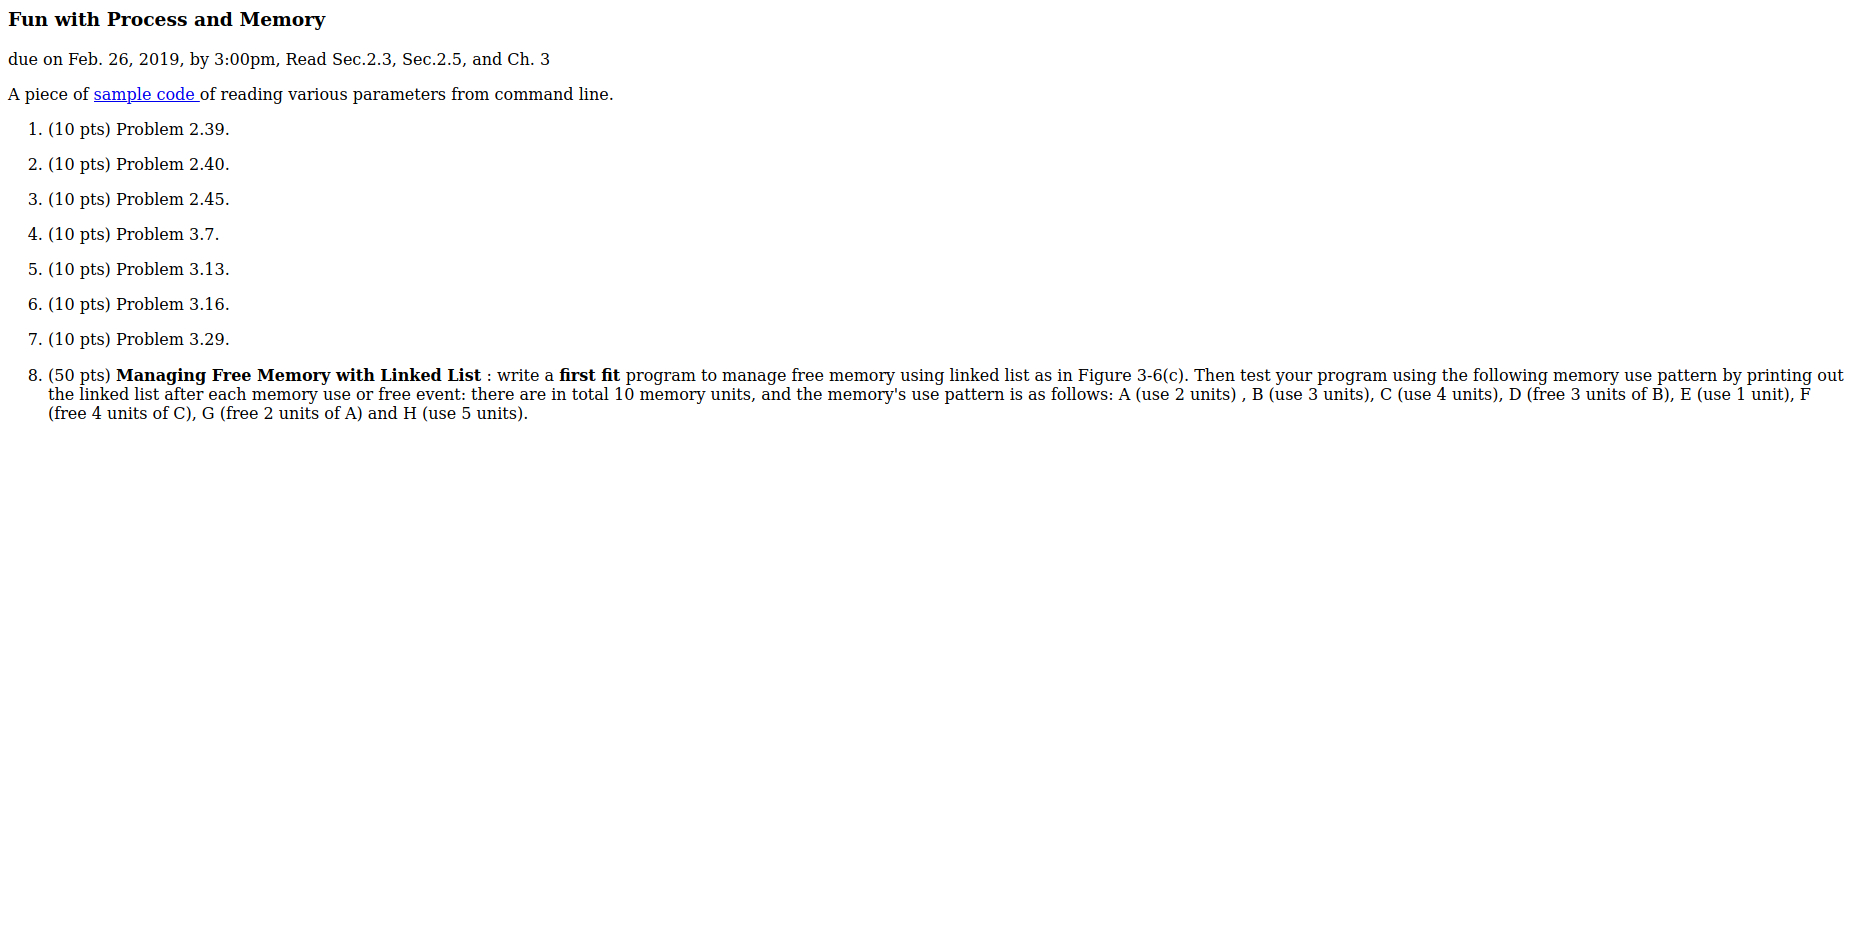 Fun with Process and Memory
due on Feb. 26, 2019, by 3:00pm, Read Sec.2.3, Sec.2.5, and Ch. 3
A piece of sample code of reading various parameters from command line.
1. (10 pts) Problem 2.39.
2. (10 pts) Problem 2.40.
3. (10 pts) Problem 2.45.
4. (10 pts) Problem 3.7.
5. (10 pts) Problem 3.13.
6. (10 pts) Problem 3.16.
7. (10 pts) Problem 3.29.
8. (50 pts) Managing Free Memory with Linked List : write a first fit program to manage free memory using linked list as in Figure 3-6(c). Then test your program using the following memory use pattern by printing out
the linked list after each memory use or free event: there are in total 10 memory units, and the memory's use pattern is as follows: A (use 2 units) , B (use 3 units), C (use 4 units), D (free 3 units of B), E (use 1 unit), F
(free 4 units of C), G (free 2 units of A) and H (use 5 units).